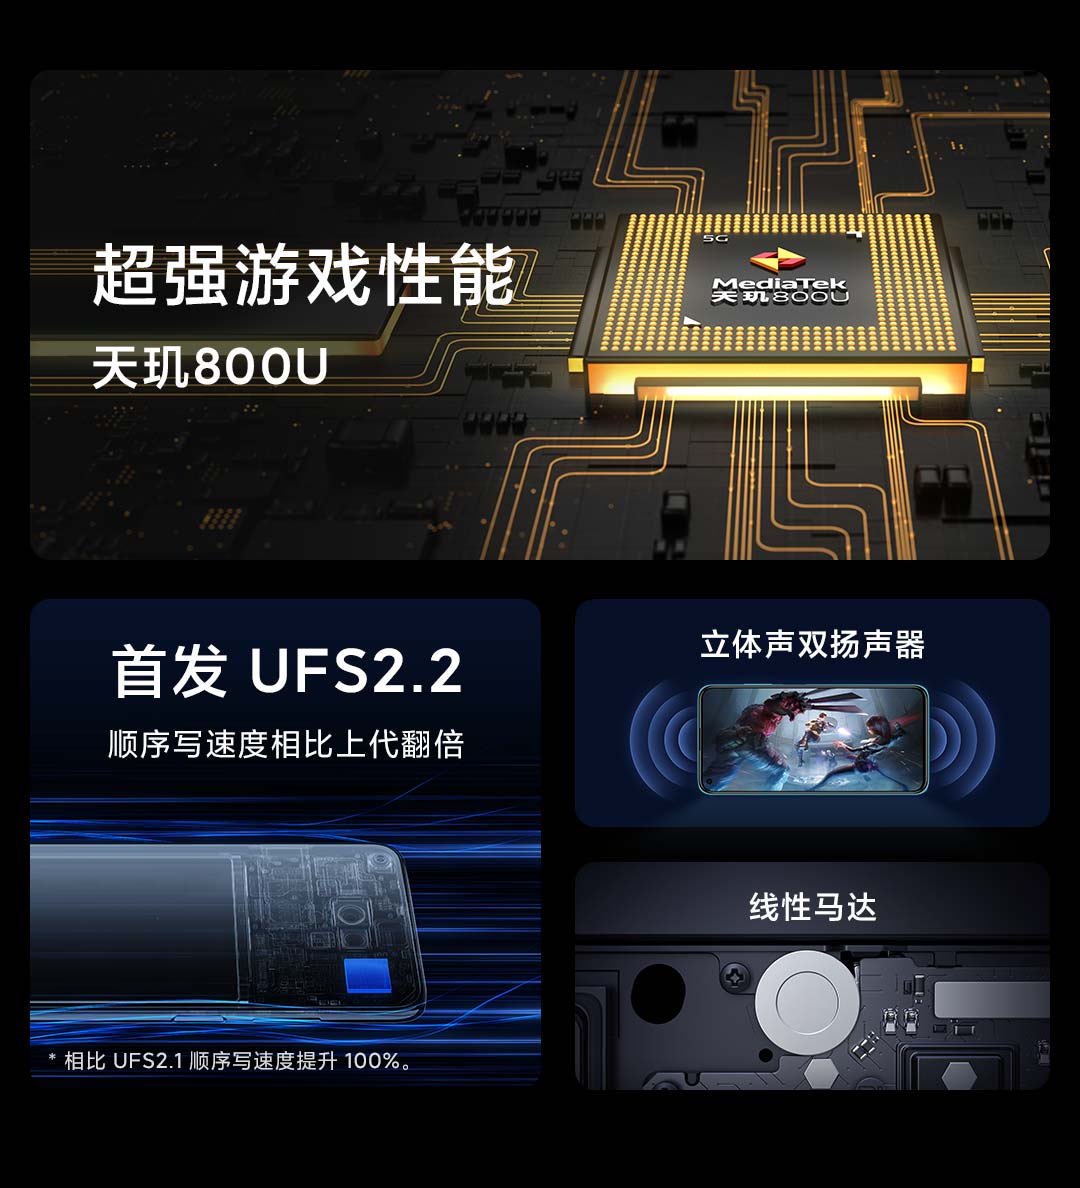 超强游戏性能
天玑800U
5G
MediaTek
天玑800U
首发 UFS2.2
顺序写速度相比上代翻倍
* 相比 UFS2.1 顺序写速度提升 100%。
立体声双扬声器
线性马达